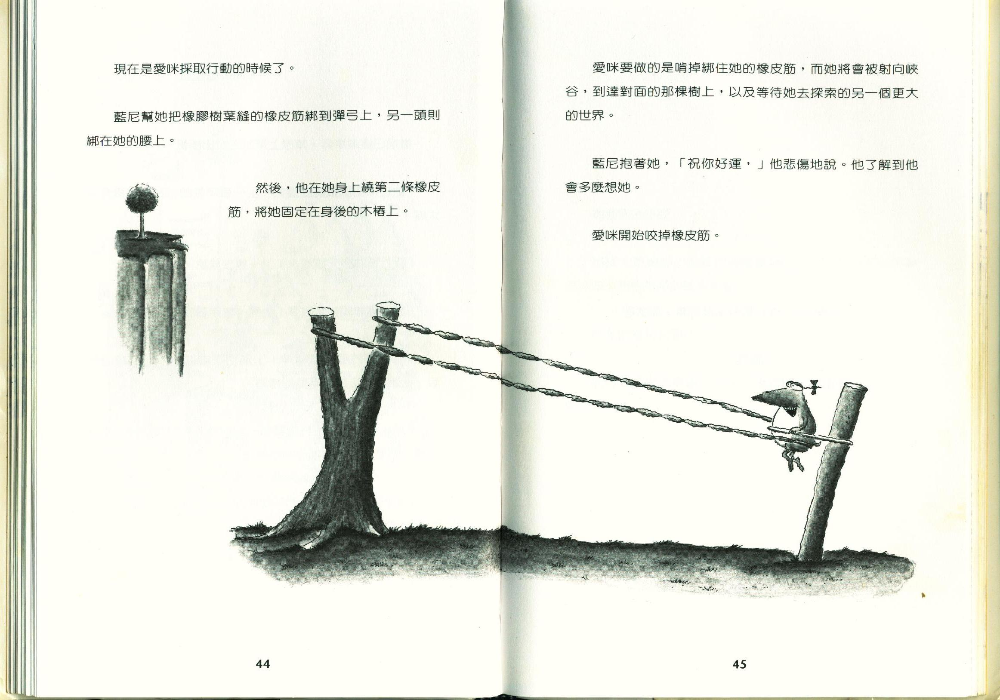 現在是愛咪採取行動的時候了。
藍尼幫她把橡膠樹葉縫的橡皮筋綁到彈弓上，另一頭則
綁在她的腰上。
然後，他在她身上繞第二條橡皮
筋，將她固定在身後的木樁上。
44
愛咪要做的是啃掉綁住她的橡皮筋，而她將會被射向峽
谷，到達對面的那棵樹上，以及等待她去探索的另一個更大
的世界。
藍尼抱著她，「祝你好運，」他悲傷地說。他了解到他
會多麼想她。
愛咪開始咬掉橡皮筋。
45